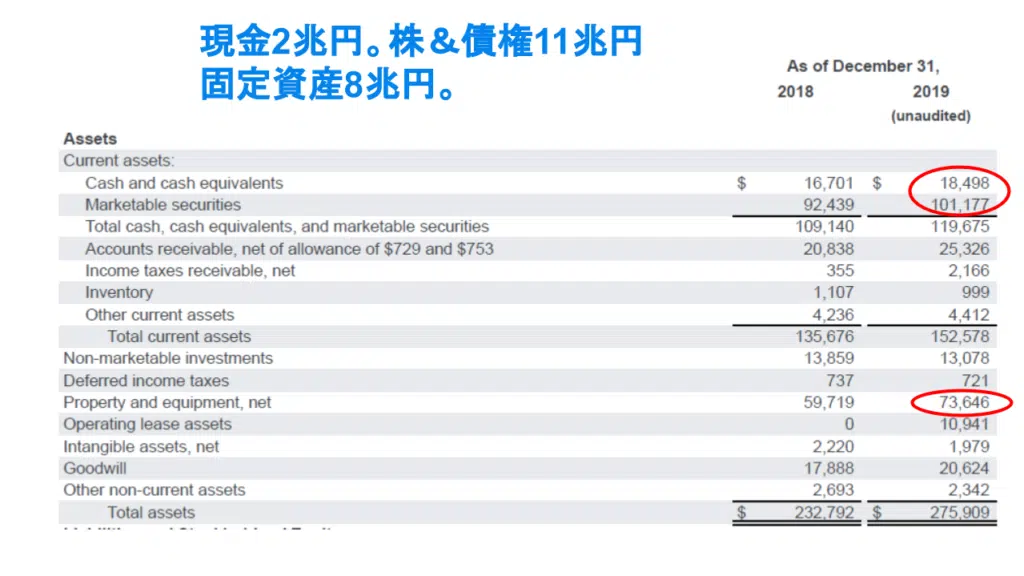 現金2兆円。株＆債権11兆円
固定資産8兆円。
As of December 31,
2018 2019
(unaudited)
Assets
Current assets:
Cash and cash equivalents $ 16,701 $ 18,498
Marketable securities 92,439 101,177
Total cash, cash equivalents, and marketable securities 109,140 119,675
Accounts receivable, net of allowance of $729 and $753 20,838 25,326
Income taxes receivable, net 355 2,166
Inventory 1,107 999
Other current assets 4,236 4,412
Total current assets 135,676 152,578
Non-marketable investments 13,859 13,078
Deferred income taxes 737 721
Property and equipment, net 59,719 73,646
Operating lease assets 0 10,941
Intangible assets, net 2,220 1,979
Goodwill 17,888 20,624
Other non-current assets 2,693 2,342
Total assets $ 232,792 $ 275,909